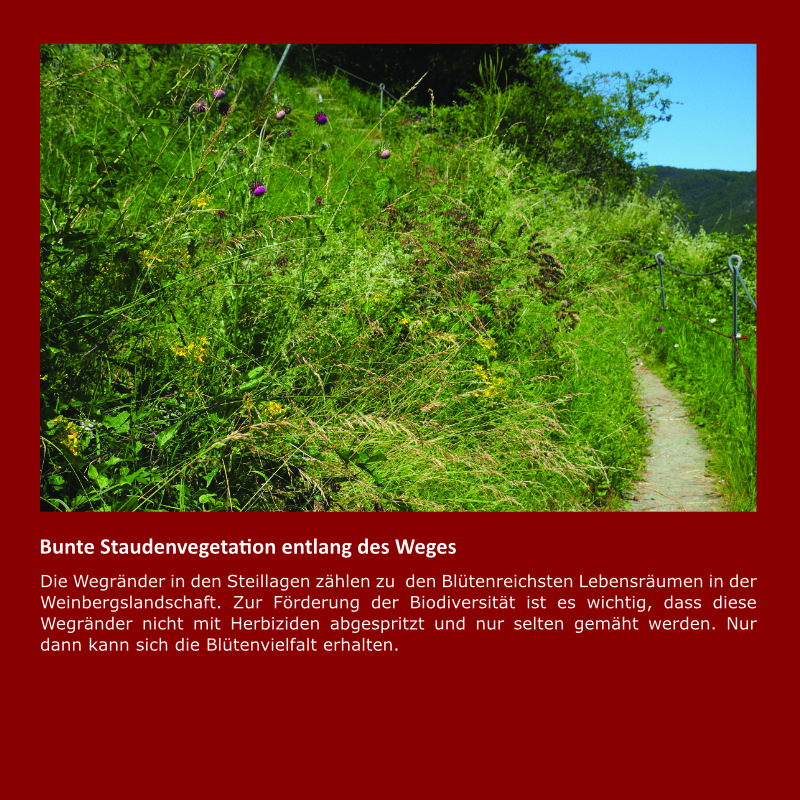 Bunte Staudenvegetation entlang des Weges
Die Wegränder in den Steillagen zählen zu  den Blütenreichsten Lebensräumen in der
Weinbergslandschaft. Zur Förderung der Biodiversität ist es wichtig, dass diese
Wegränder nicht mit Herbiziden abgespritzt und nur selten gemäht werden. Nur
dann kann sich die Blütenvielfalt erhalten.